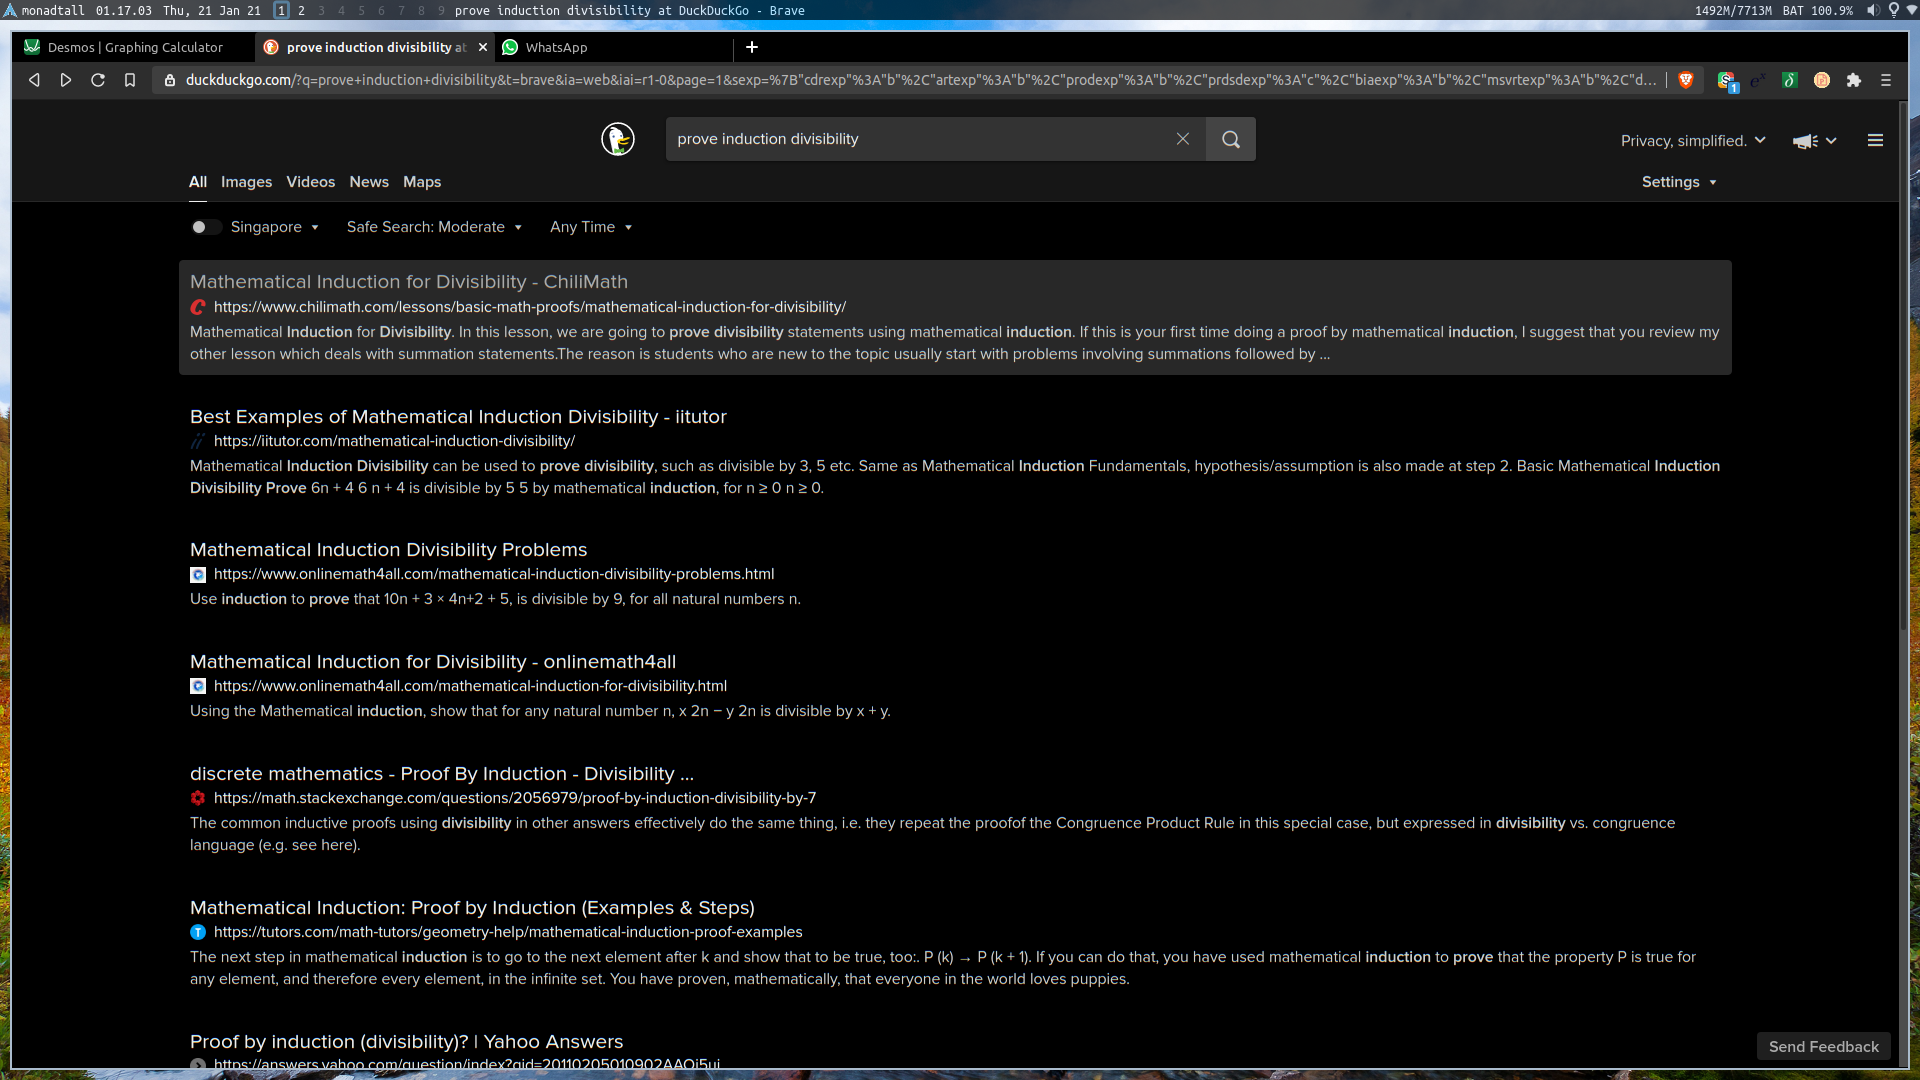 monadtall 01.17.03 Thu, 21 Jan 21 1 2 3 4 5 6 7 8 9 prove induction divisibility at DuckDuckGo - Brave 1492M/7713M BAT 100.9%
Desmos | Graphing Calculator prove induction divisibility at WhatsApp
duckduckgo.com/?q=prove+induction+divisibility&t=brave&ia=web&iai=r1-0&page=1&sexp=%7B"cdrexp"%3A"b"%2C"artexp"%3A"b"%2C"prodexp"%3A"b"%2C"prdsdexp"%3A"c"%2C"biaexp"%3A"b"%2C"msvrtexp"%3A"b"%2C"d...
prove induction divisibility
Privacy, simplified.
All Images Videos News Maps Settings
Singapore Safe Search: Moderate Any Time
Mathematical Induction for Divisibility - ChiliMath
https://www.chilimath.com/lessons/basic-math-proofs/mathematical-induction-for-divisibility/
Mathematical Induction for Divisibility. In this lesson, we are going to prove divisibility statements using mathematical induction. If this is your first time doing a proof by mathematical induction, I suggest that you review my
other lesson which deals with summation statements.The reason is students who are new to the topic usually start with problems involving summations followed by ...
Best Examples of Mathematical Induction Divisibility - iitutor
https://iitutor.com/mathematical-induction-divisibility/
Mathematical Induction Divisibility can be used to prove divisibility, such as divisible by 3, 5 etc. Same as Mathematical Induction Fundamentals, hypothesis/assumption is also made at step 2. Basic Mathematical Induction
Divisibility Prove 6n + 4 6 n + 4 is divisible by 5 5 by mathematical induction, for n ≥ 0 n ≥ 0.
Mathematical Induction Divisibility Problems
https://www.onlinemath4all.com/mathematical-induction-divisibility-problems.html
Use induction to prove that 10n + 3 × 4n+2 + 5, is divisible by 9, for all natural numbers n.
Mathematical Induction for Divisibility - onlinemath4all
https://www.onlinemath4all.com/mathematical-induction-for-divisibility.html
Using the Mathematical induction, show that for any natural number n, x 2n − y 2n is divisible by x + y.
discrete mathematics - Proof By Induction - Divisibility ...
https://math.stackexchange.com/questions/2056979/proof-by-induction-divisibility-by-7
The common inductive proofs using divisibility in other answers effectively do the same thing, i.e. they repeat the proofof the Congruence Product Rule in this special case, but expressed in divisibility vs. congruence
language (e.g. see here).
Mathematical Induction: Proof by Induction (Examples & Steps)
https://tutors.com/math-tutors/geometry-help/mathematical-induction-proof-examples
The next step in mathematical induction is to go to the next element after k and show that to be true, too:. P (k) → P (k + 1). If you can do that, you have used mathematical induction to prove that the property P is true for
any element, and therefore every element, in the infinite set. You have proven, mathematically, that everyone in the world loves puppies.
Proof by induction (divisibility)? | Yahoo Answers
Send Feedback